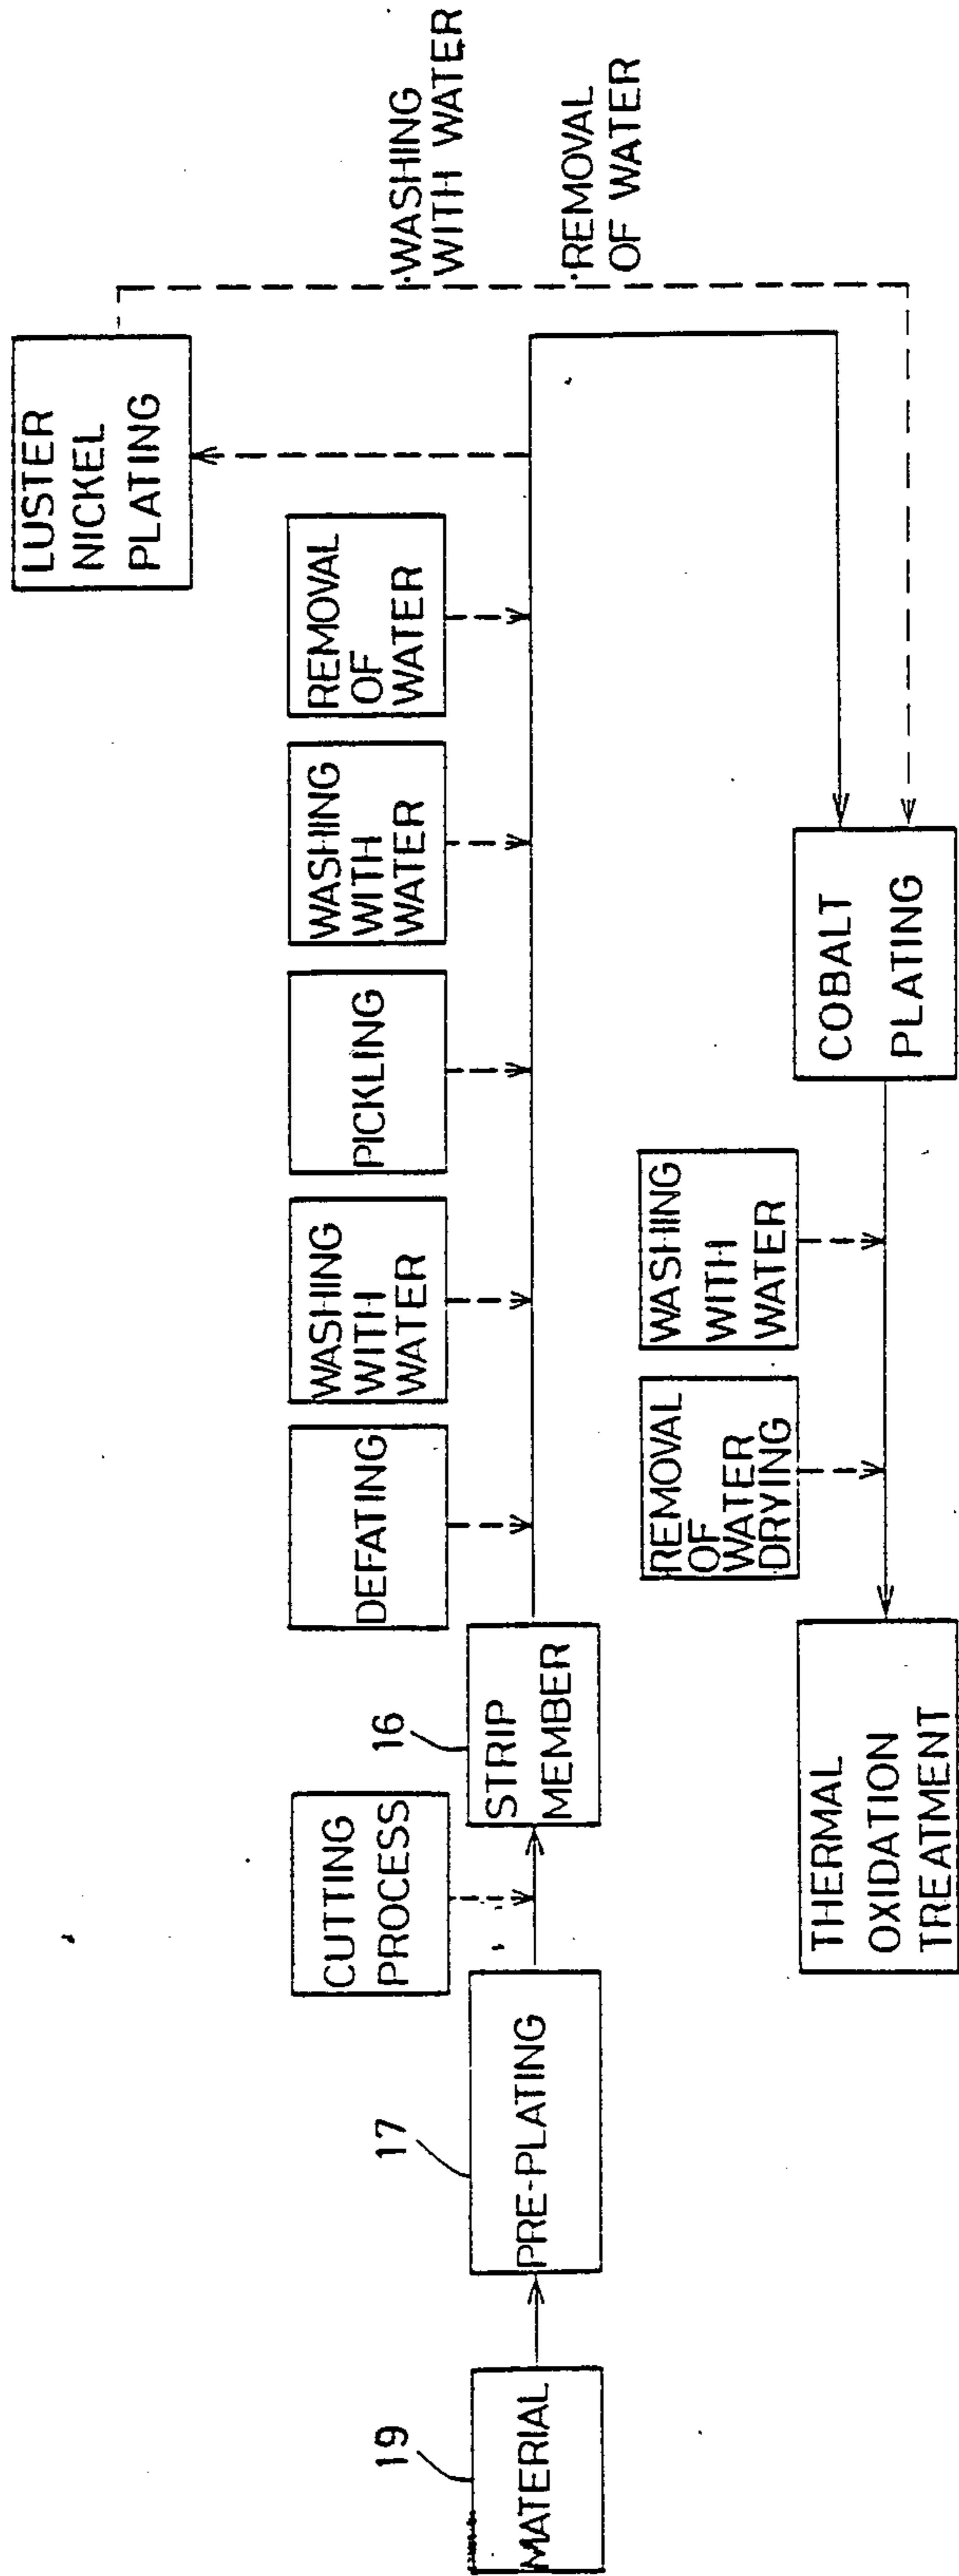 19
MATERIAL
17
PRE-PLATING
CUTTING
PROCESS
16
STRIP
MEMBER
DEFATING
WASHING
WITH
WATER
PICKLING
WASHING
WITH
WATER
REMOVAL
OF
WATER
LUSTER
NICKEL
PLATING
·WASHING
WITH WATER
·REMOVAL
OF WATER
COBALT
PLATING
WASHING
WITH
WATER
REMOVAL
OF
WATER
DRYING
THERMAL
OXIDATION
TREATMENT